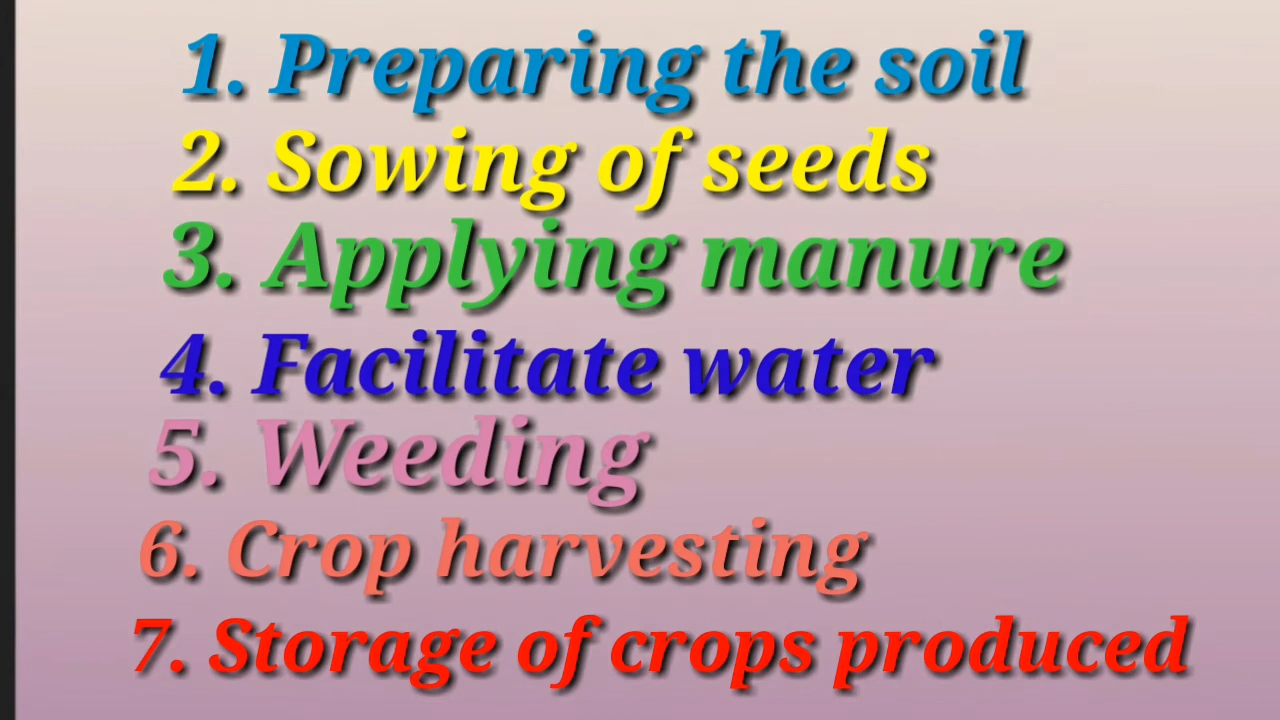 1. Preparing the soil
2. Sowing of seeds
3. Applying manure
4. Facilitate water
5. Weeding
6. Crop harvesting
7. Storage of crops produced